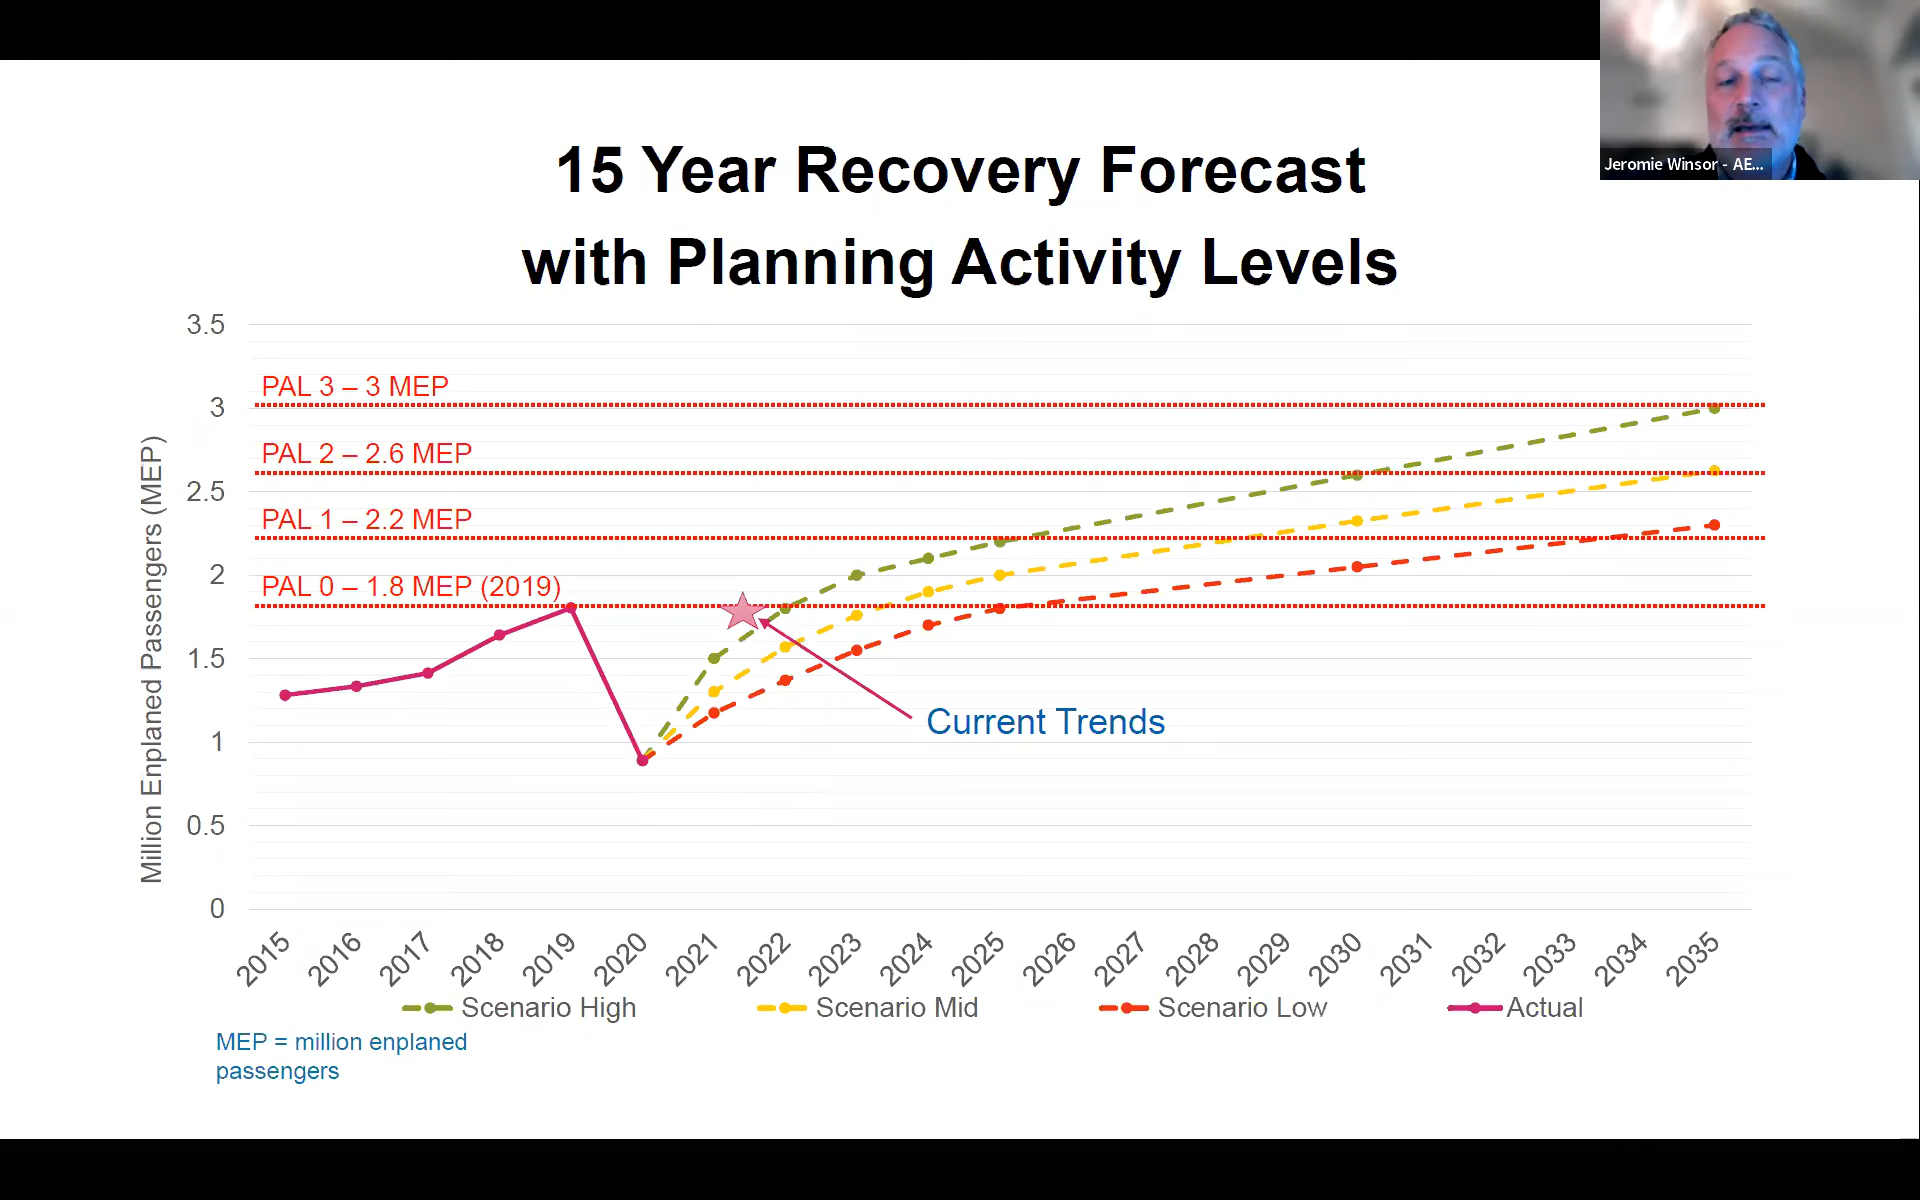 Jeromie Winsor - AE...
15 Year Recovery Forecast
with Planning Activity Levels
Million Enplaned Passengers (MEP)
3.5
3
2.5
2
1.5
1
0.5
0
PAL 3 – 3 MEP
PAL 2 – 2.6 MEP
PAL 1 – 2.2 MEP
PAL 0 – 1.8 MEP (2019)
Current Trends
2015
2016
2017
2018
2019
2020
2021
2022
2023
2024
2025
2026
2027
2028
2029
2030
2031
2032
2033
2034
2035
Scenario High
Scenario Mid
Scenario Low
Actual
MEP = million enplaned
passengers